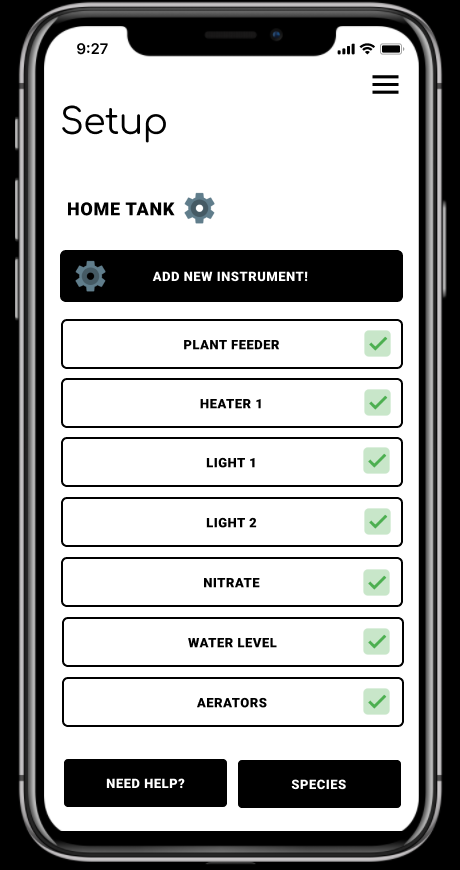 9:27
Setup
HOME TANK
ADD NEW INSTRUMENT!
PLANT FEEDER
HEATER 1
LIGHT 1
LIGHT 2
NITRATE
WATER LEVEL
AERATORS
NEED HELP?
SPECIES